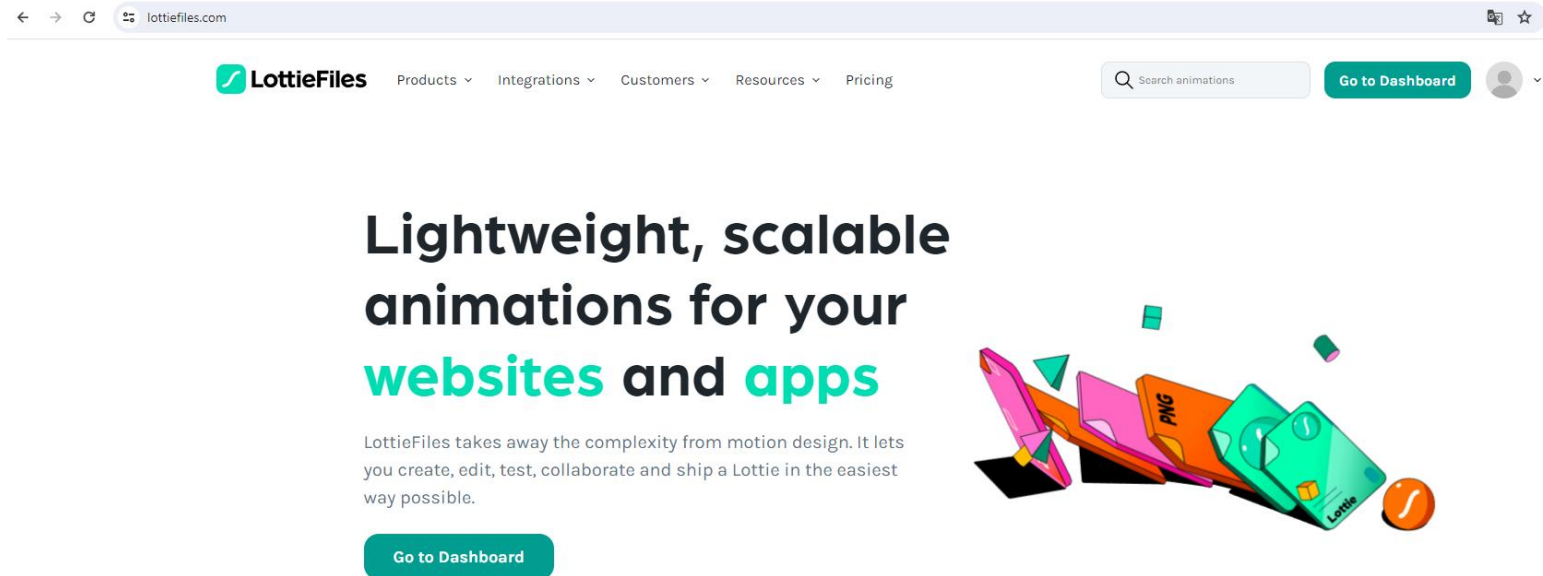 lottiefiles.com
LottieFiles Products Integrations Customers Resources Pricing Search animations Go to Dashboard
Lightweight, scalable
animations for your
websites and apps
LottieFiles takes away the complexity from motion design. It lets
you create, edit, test, collaborate and ship a Lottie in the easiest
way possible.
Go to Dashboard
PNG
Lottie